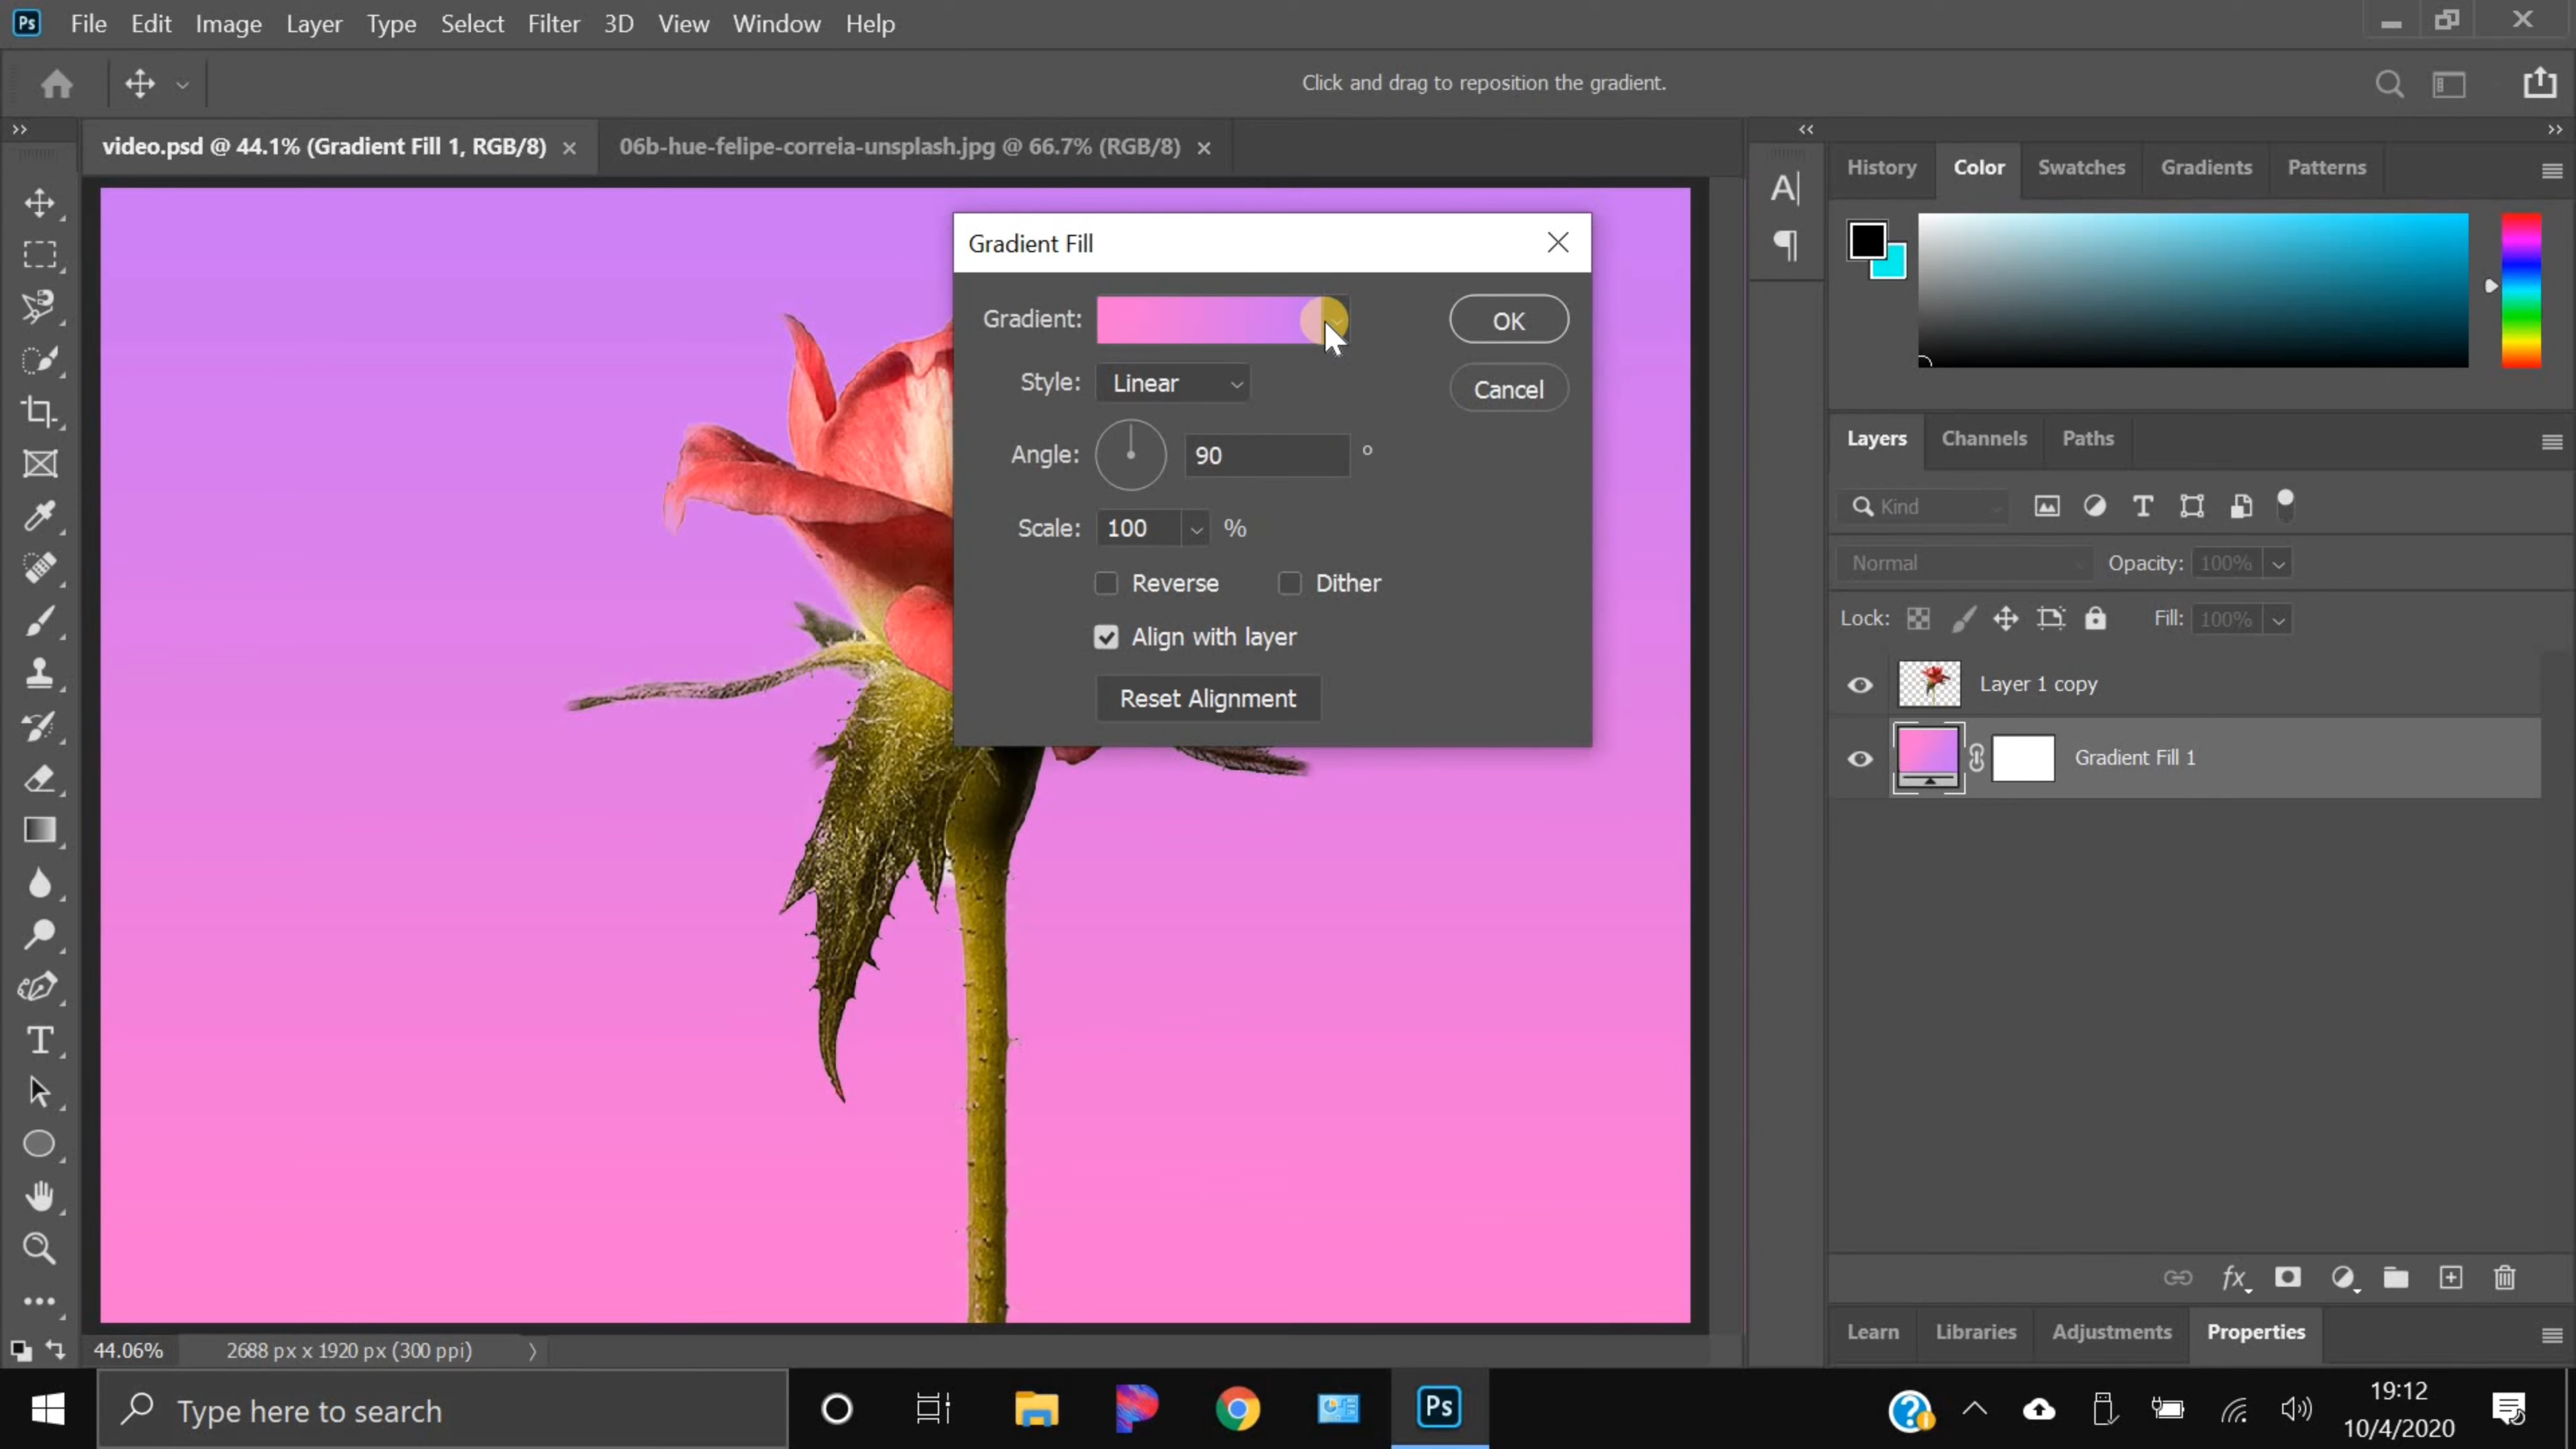 Ps File Edit Image Layer Type Select Filter 3D View Window Help
Click and drag to reposition the gradient.
video.psd @ 44.1% (Gradient Fill 1, RGB/8)
06b-hue-felipe-correia-unsplash.jpg @ 66.7% (RGB/8)
Gradient Fill
Gradient:
OK
Style: Linear
Cancel
Angle: 90 °
Scale: 100 %
Reverse Dither
Align with layer
Reset Alignment
A
¶
History Color Swatches Gradients Patterns
Layers Channels Paths
Kind
Normal Opacity: 100%
Lock: Fill: 100%
Layer 1 copy
Gradient Fill 1
fx
Learn Libraries Adjustments Properties
44.06% 2688 px x 1920 px (300 ppi)
Type here to search
Ps
19:12
10/4/2020